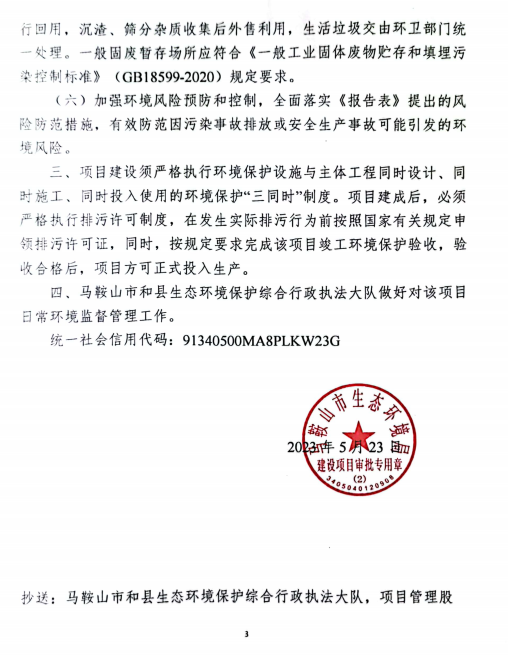 行回用，沉渣、筛分杂质收集后外售利用，生活垃圾交由环卫部门统
一处理。一般固废暂存场所应符合《一般工业固体废物贮存和填埋污
染控制标准》（GB18599-2020）规定要求。
（六）加强环境风险预防和控制，全面落实《报告表》提出的风
险防范措施，有效防范因污染事故排放或安全生产事故可能引发的环
境风险。
三、项目建设须严格执行环境保护设施与主体工程同时设计、同
时施工、同时投入使用的环境保护“三同时”制度。项目建成后，必须
严格执行排污许可制度，在发生实际排污行为前按照国家有关规定申
领排污许可证，同时，按规定要求完成该项目竣工环境保护验收，验
收合格后，项目方可正式投入生产。
四、马鞍山市和县生态环境保护综合行政执法大队做好对该项目
日常环境监督管理工作。
统一社会信用代码：91340500MA8PLKW23G
马鞍山市生态环境局
2023年5月23日
建设项目审批专用章
(2)
3405040120908
抄送：马鞍山市和县生态环境保护综合行政执法大队，项目管理股
3